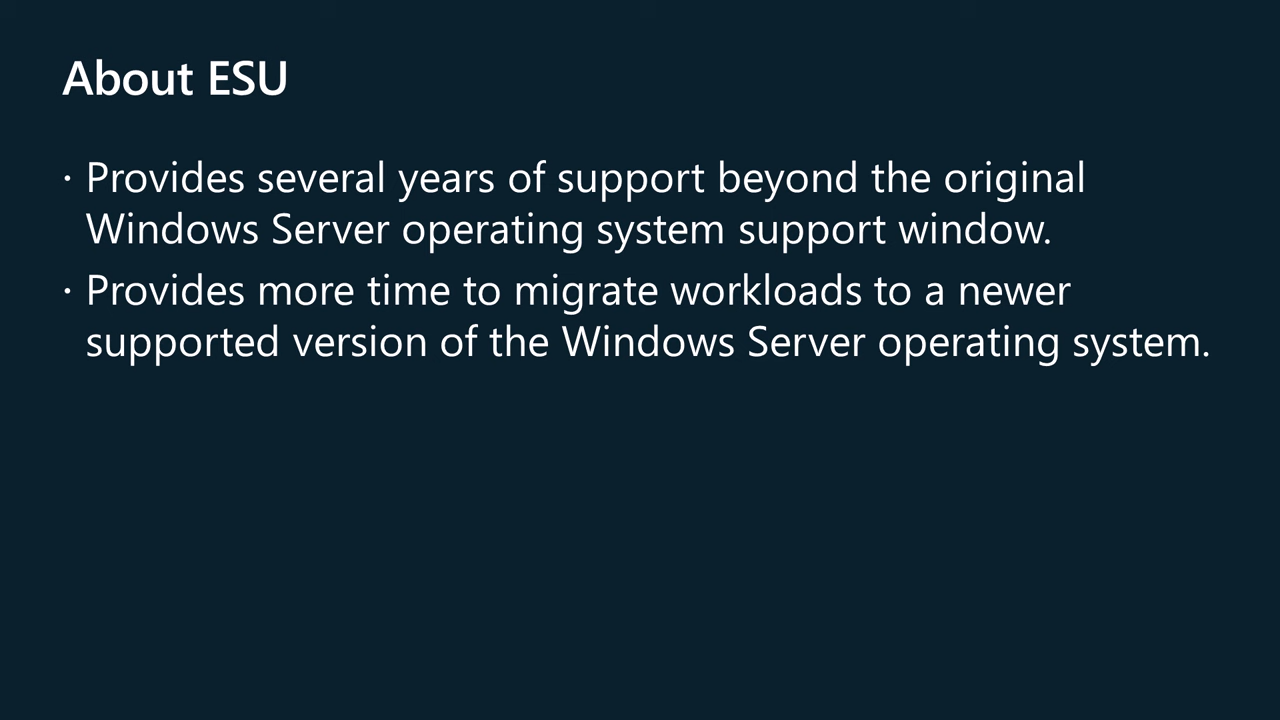 About ESU
· Provides several years of support beyond the original
Windows Server operating system support window.
· Provides more time to migrate workloads to a newer
supported version of the Windows Server operating system.